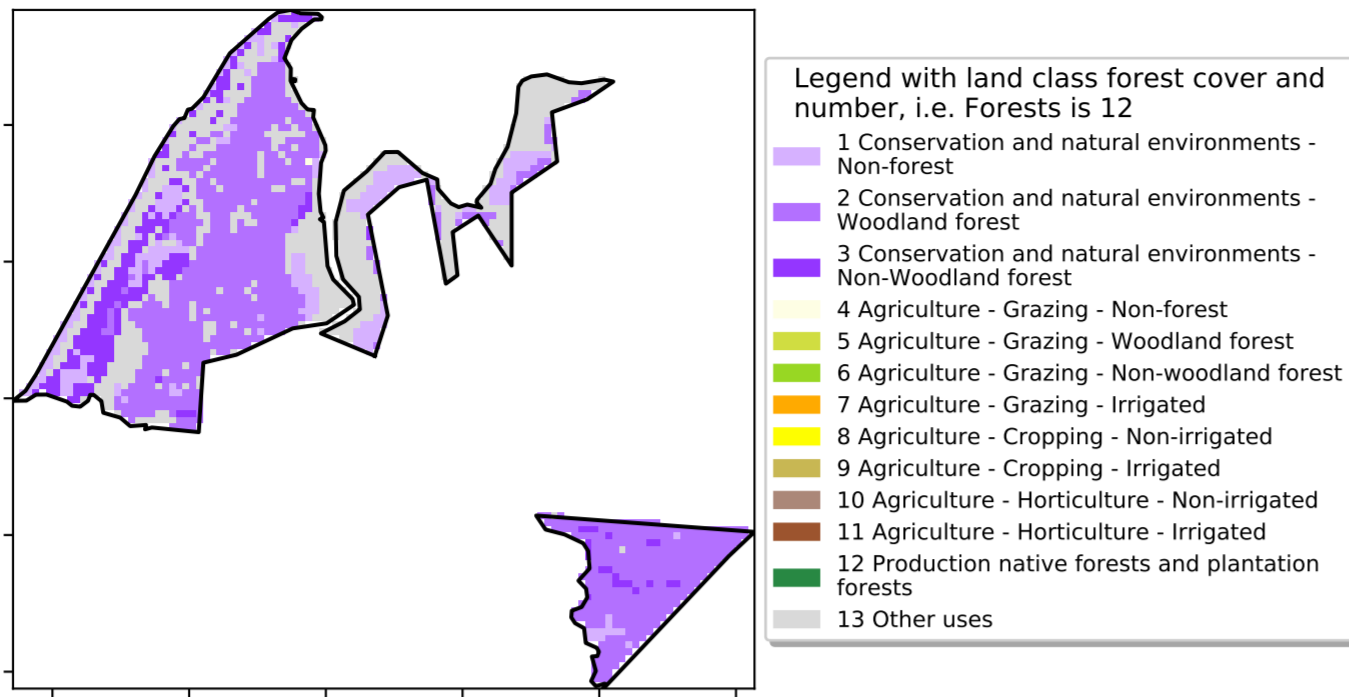 Legend with land class forest cover and
number, i.e. Forests is 12
1 Conservation and natural environments -
Non-forest
2 Conservation and natural environments -
Woodland forest
3 Conservation and natural environments -
Non-Woodland forest
4 Agriculture - Grazing - Non-forest
5 Agriculture - Grazing - Woodland forest
6 Agriculture - Grazing - Non-woodland forest
7 Agriculture - Grazing - Irrigated
8 Agriculture - Cropping - Non-irrigated
9 Agriculture - Cropping - Irrigated
10 Agriculture - Horticulture - Non-irrigated
11 Agriculture - Horticulture - Irrigated
12 Production native forests and plantation
forests
13 Other uses